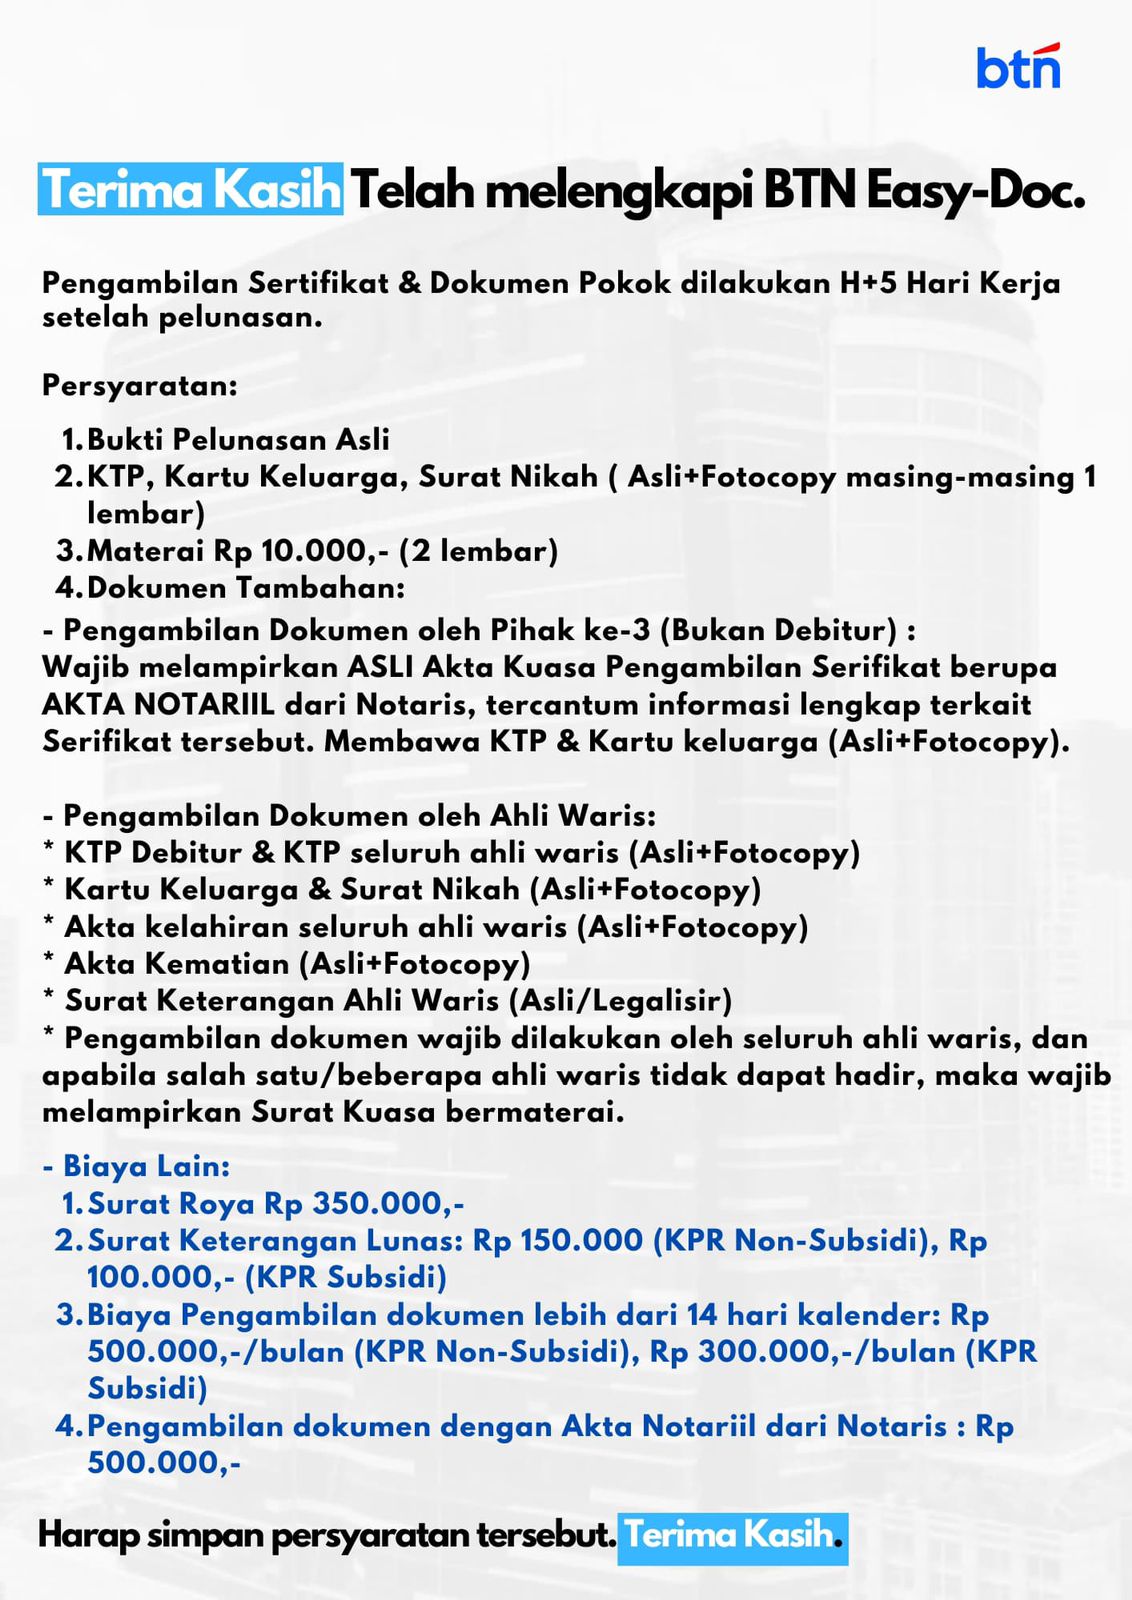 btn
Terima Kasih Telah melengkapi BTN Easy-Doc.
Pengambilan Sertifikat & Dokumen Pokok dilakukan H+5 Hari Kerja
setelah pelunasan.
Persyaratan:
1. Bukti Pelunasan Asli
2. KTP, Kartu Keluarga, Surat Nikah ( Asli+Fotocopy masing-masing 1
lembar)
3. Materai Rp 10.000,- (2 lembar)
4. Dokumen Tambahan:
- Pengambilan Dokumen oleh Pihak ke-3 (Bukan Debitur) :
Wajib melampirkan ASLI Akta Kuasa Pengambilan Serifikat berupa
AKTA NOTARIIL dari Notaris, tercantum informasi lengkap terkait
Serifikat tersebut. Membawa KTP & Kartu keluarga (Asli+Fotocopy).
- Pengambilan Dokumen oleh Ahli Waris:
* KTP Debitur & KTP seluruh ahli waris (Asli+Fotocopy)
* Kartu Keluarga & Surat Nikah (Asli+Fotocopy)
* Akta kelahiran seluruh ahli waris (Asli+Fotocopy)
* Akta Kematian (Asli+Fotocopy)
* Surat Keterangan Ahli Waris (Asli/Legalisir)
* Pengambilan dokumen wajib dilakukan oleh seluruh ahli waris, dan
apabila salah satu/beberapa ahli waris tidak dapat hadir, maka wajib
melampirkan Surat Kuasa bermaterai.
- Biaya Lain:
1. Surat Roya Rp 350.000,-
2. Surat Keterangan Lunas: Rp 150.000 (KPR Non-Subsidi), Rp
100.000,- (KPR Subsidi)
3. Biaya Pengambilan dokumen lebih dari 14 hari kalender: Rp
500.000,-/bulan (KPR Non-Subsidi), Rp 300.000,-/bulan (KPR
Subsidi)
4. Pengambilan dokumen dengan Akta Notariil dari Notaris : Rp
500.000,-
Harap simpan persyaratan tersebut. Terima Kasih.